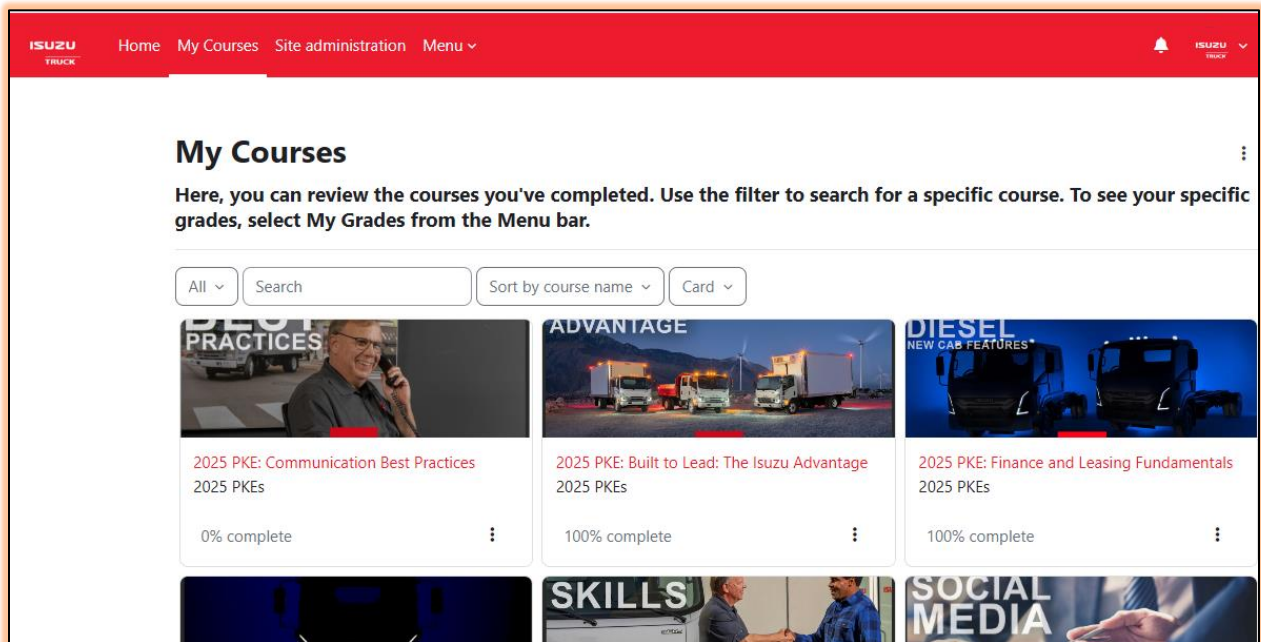 ISUZU
TRUCK
Home My Courses Site administration Menu
ISUZU
TRUCK
My Courses
Here, you can review the courses you've completed. Use the filter to search for a specific course. To see your specific
grades, select My Grades from the Menu bar.
All Search Sort by course name Card
BEST
PRACTICES
ADVANTAGE
DIESEL
NEW CAB FEATURES*
2025 PKE: Communication Best Practices
2025 PKEs
0% complete
2025 PKE: Built to Lead: The Isuzu Advantage
2025 PKEs
100% complete
2025 PKE: Finance and Leasing Fundamentals
2025 PKEs
100% complete
SKILLS
SOCIAL
MEDIA